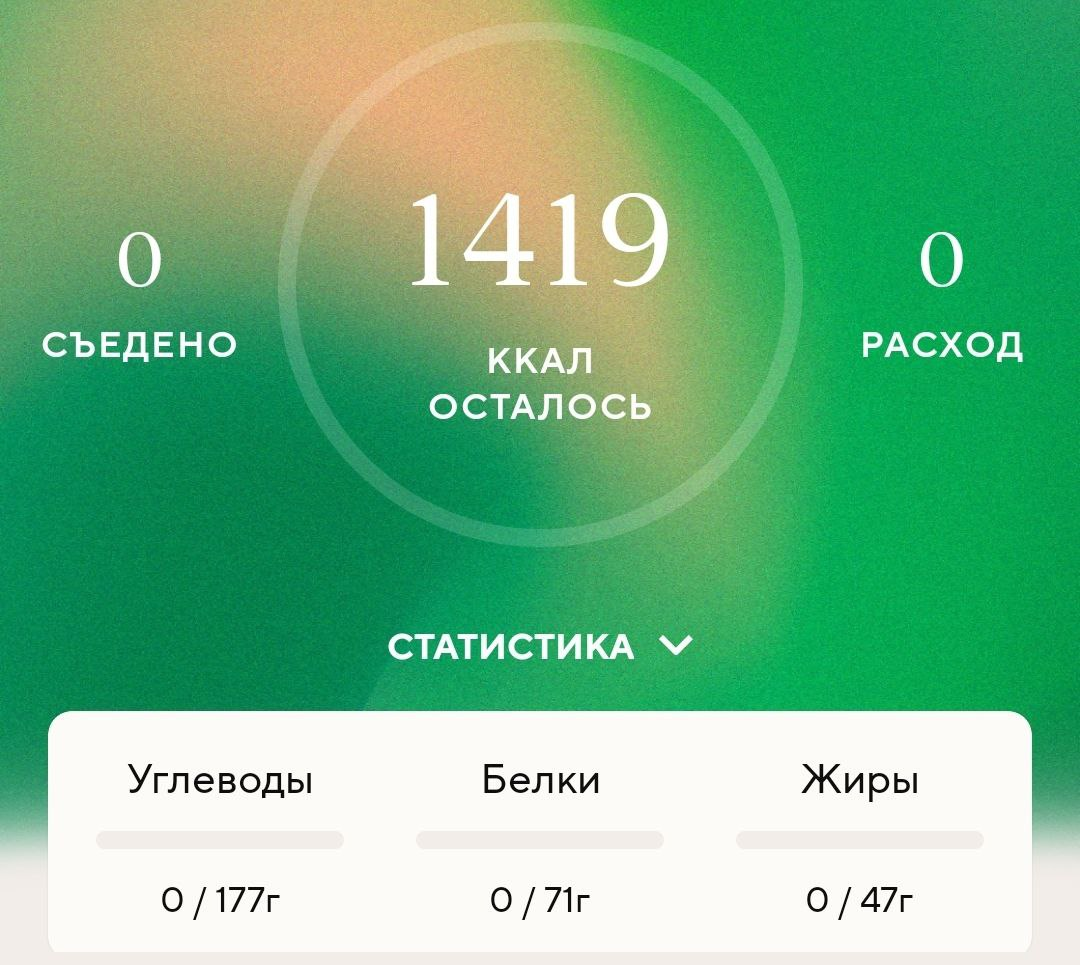 1419
0
0
СЪЕДЕНО
ККАЛ
ОСТАЛОСЬ
РАСХОД
СТАТИСТИКА
Углеводы
Белки
Жиры
0 / 177г
0 / 71г
0 / 47г